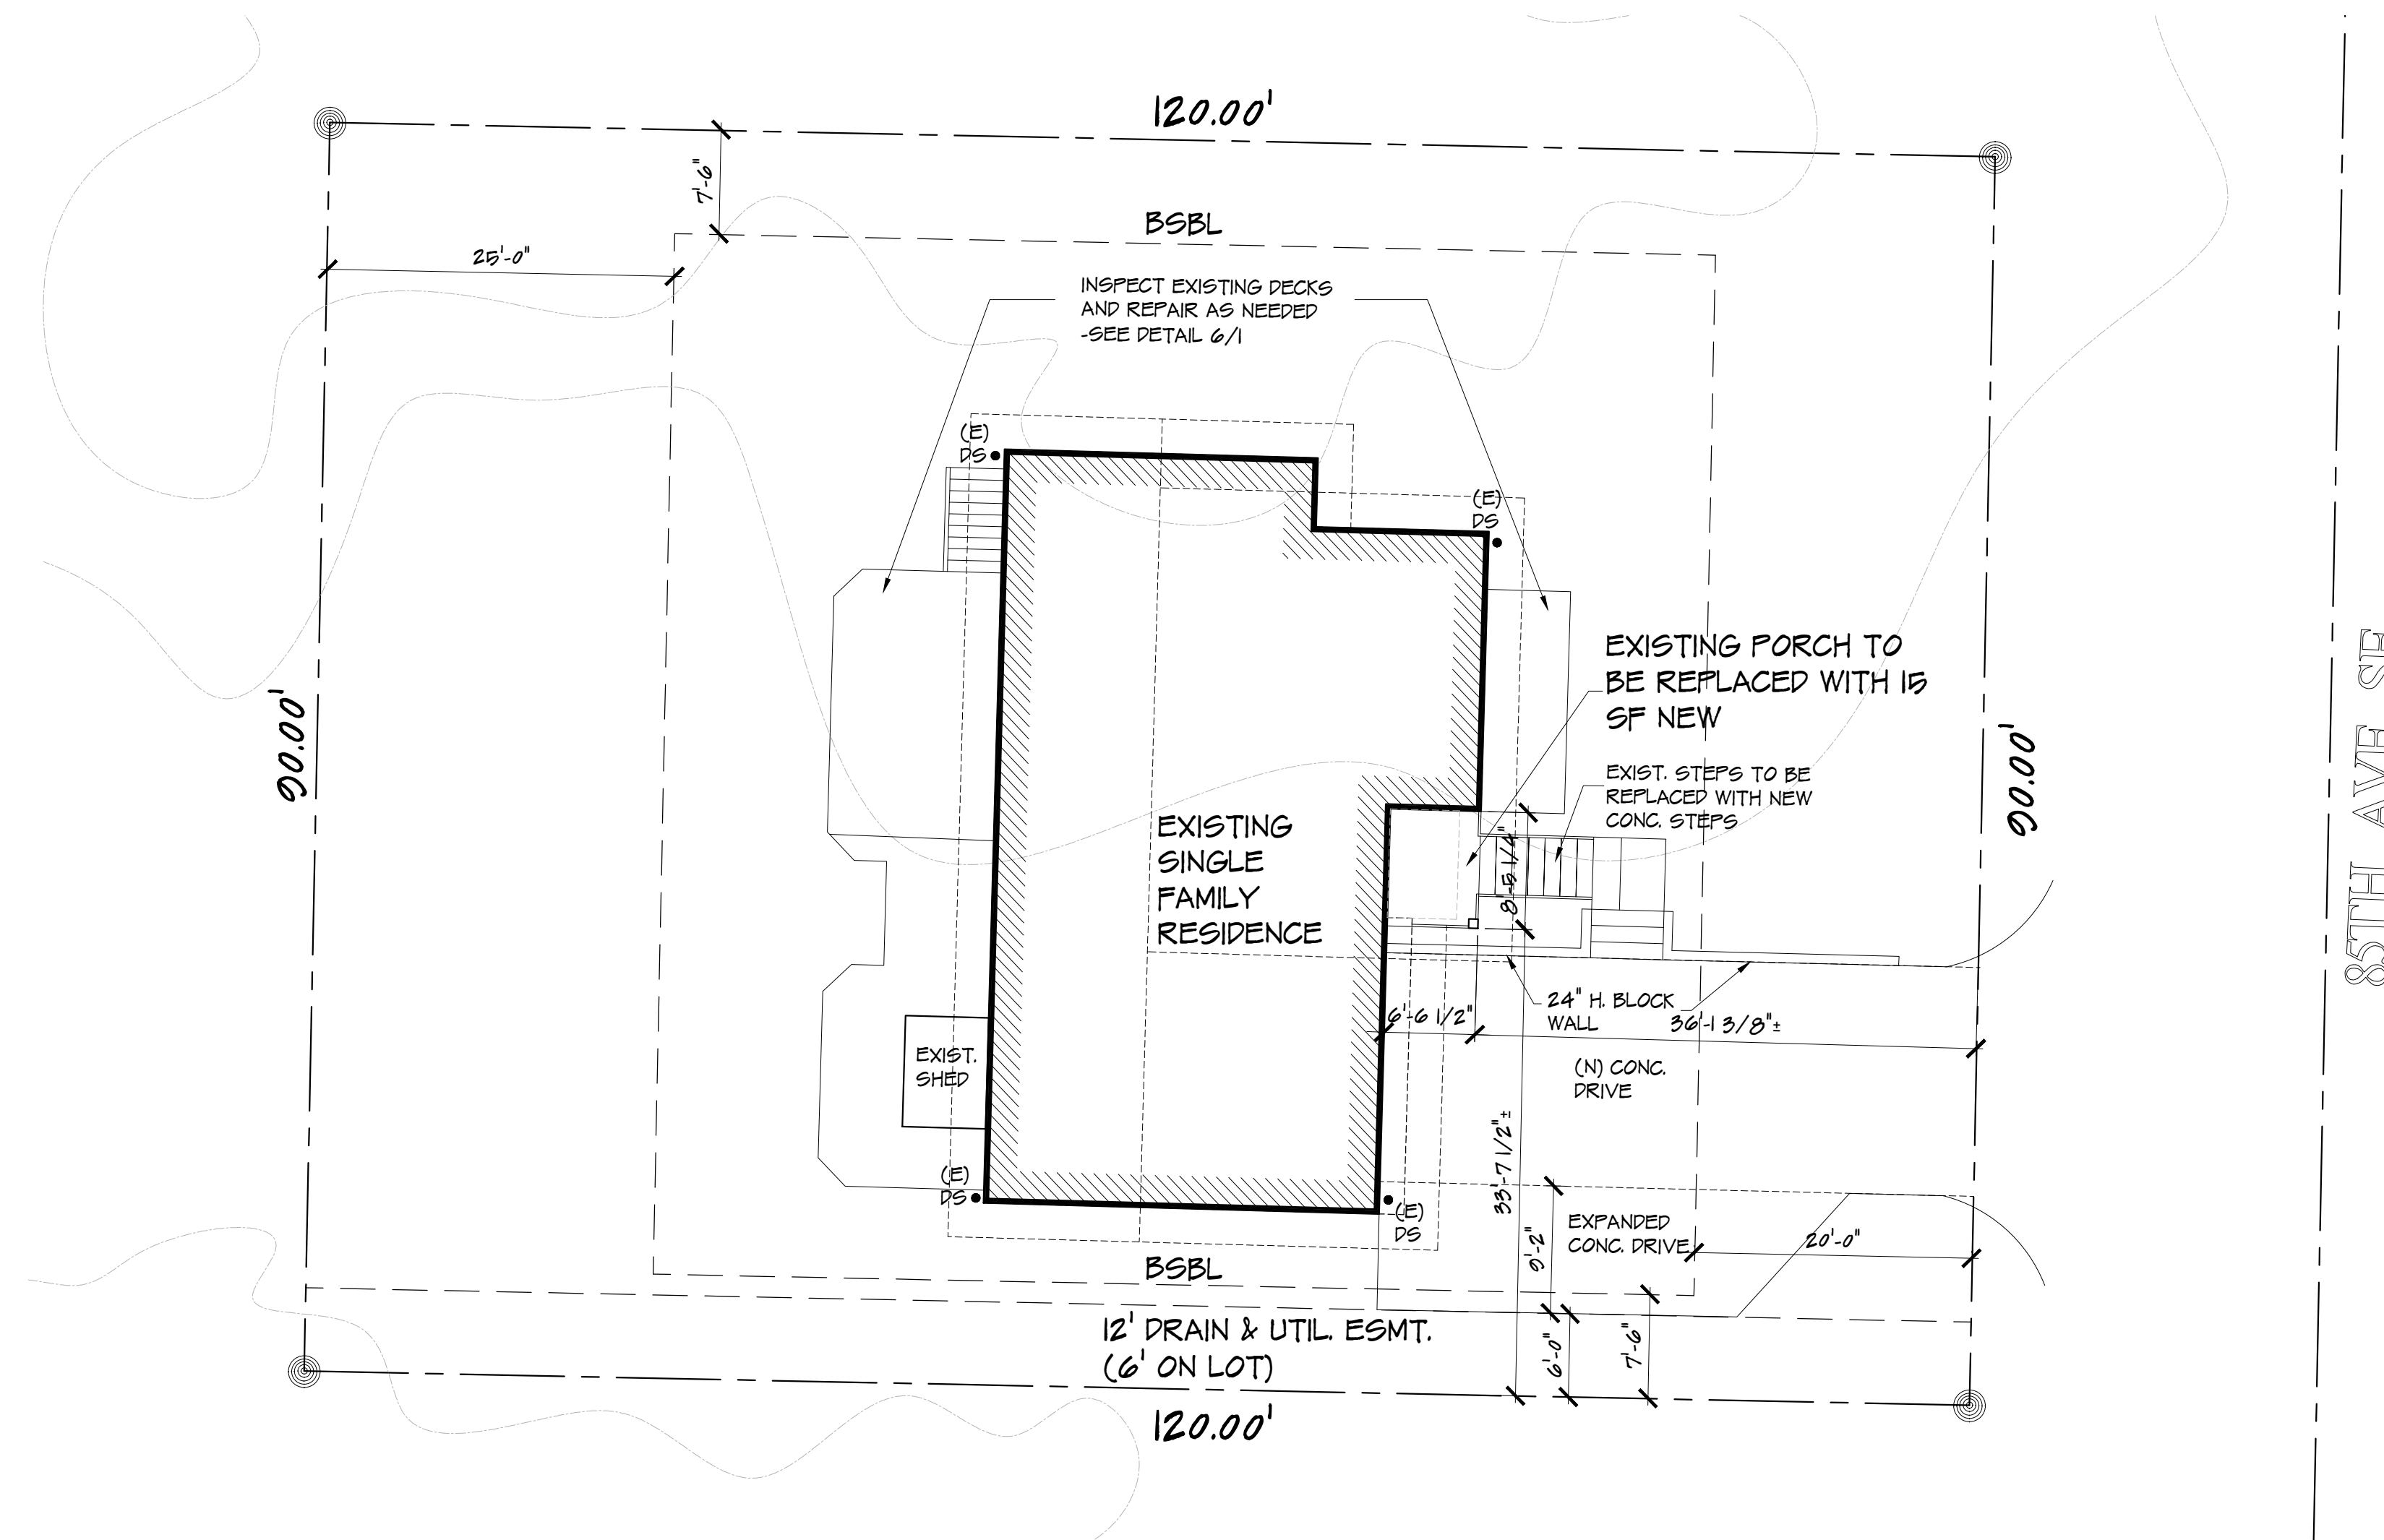 120.00'
7'-6"
BSBL
25'-0"
INSPECT EXISTING DECKS
AND REPAIR AS NEEDED
-SEE DETAIL 6/1
(E)
DS
(E)
DS
EXISTING PORCH TO
BE REPLACED WITH 15
SF NEW
90.00'
90.00'
85TH AVE SE
EXIST. STEPS TO BE
REPLACED WITH NEW
CONC. STEPS
8'-5 1/4"
EXISTING
SINGLE
FAMILY
RESIDENCE
24" H. BLOCK
WALL
6'-6 1/2"
36'-1 3/8"±
EXIST.
SHED
(N) CONC.
DRIVE
33'-7 1/2"±
(E)
DS
(E)
DS
EXPANDED
CONC. DRIVE
9'-2"
20'-0"
BSBL
12' DRAIN & UTIL. ESMT.
(6' ON LOT)
6'-0"
7'-6"
120.00'